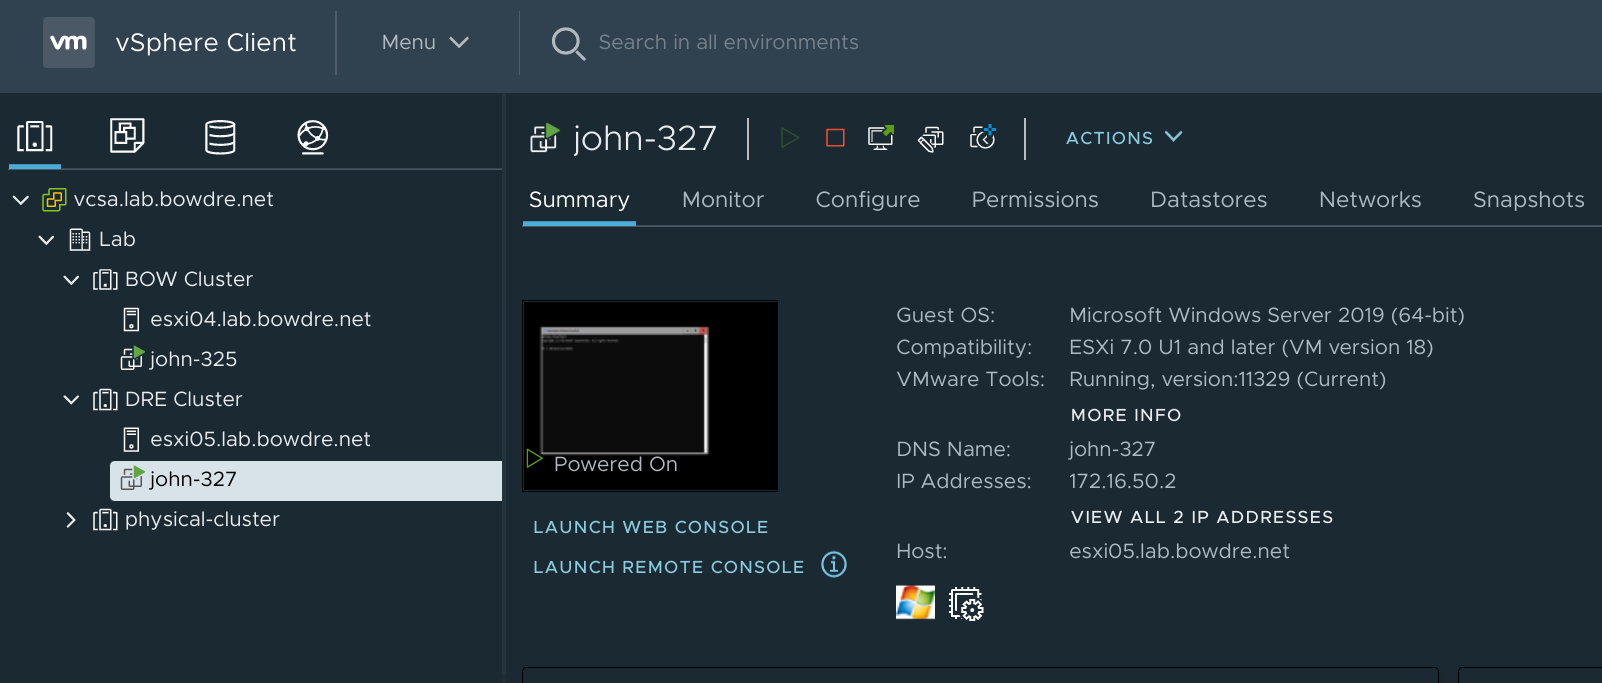 vm vSphere Client Menu Search in all environments
vcsa.lab.bowdre.net
Lab
BOW Cluster
esxi04.lab.bowdre.net
john-325
DRE Cluster
esxi05.lab.bowdre.net
john-327
physical-cluster
john-327 ACTIONS
Summary Monitor Configure Permissions Datastores Networks Snapshots
Powered On
LAUNCH WEB CONSOLE
LAUNCH REMOTE CONSOLE
Guest OS: Microsoft Windows Server 2019 (64-bit)
Compatibility: ESXi 7.0 U1 and later (VM version 18)
VMware Tools: Running, version:11329 (Current)
MORE INFO
DNS Name: john-327
IP Addresses: 172.16.50.2
VIEW ALL 2 IP ADDRESSES
Host: esxi05.lab.bowdre.net